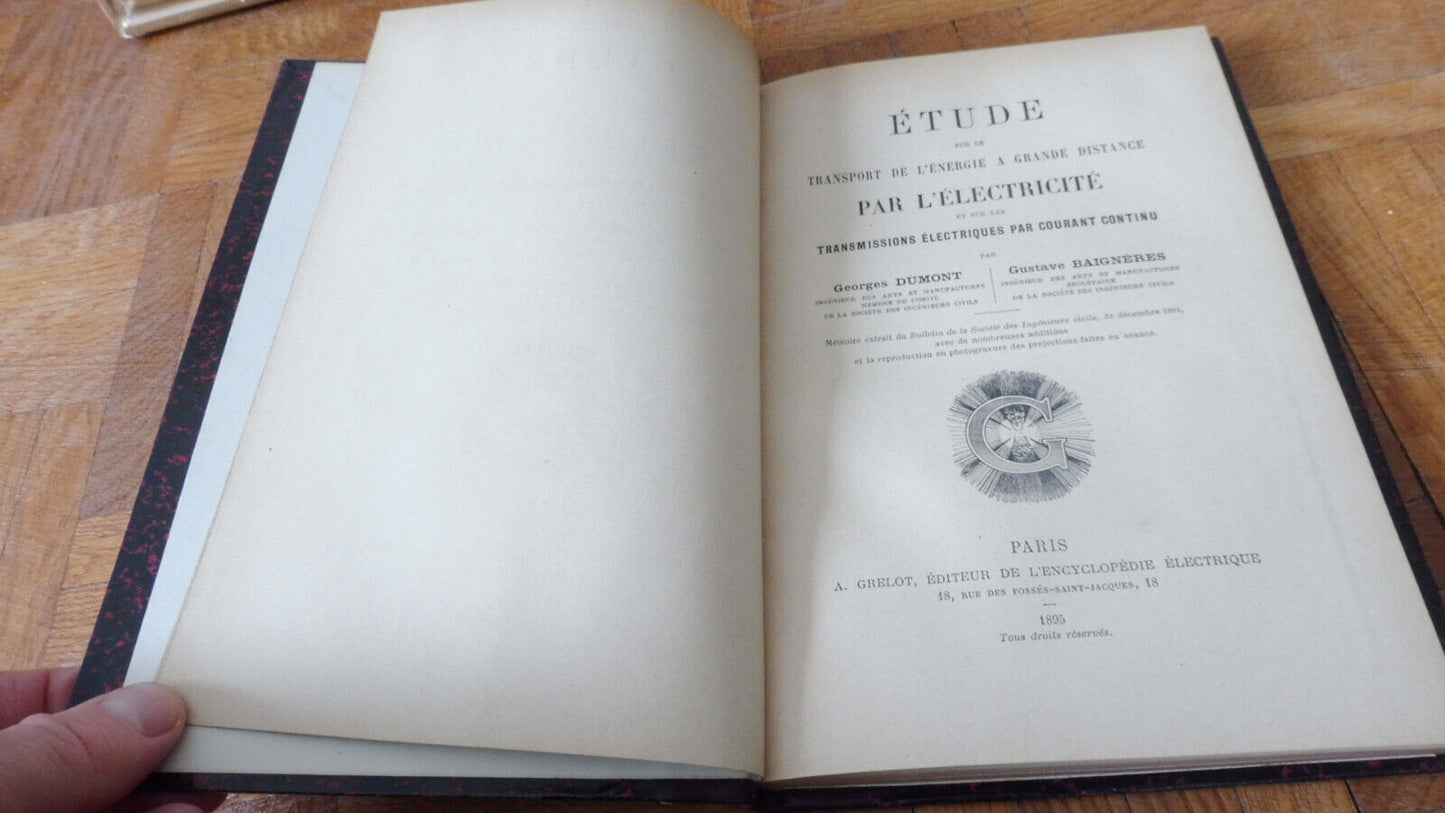 ÉTUDE
SUR LE
TRANSPORT DE L'ÉNERGIE A GRANDE DISTANCE
PAR L'ÉLECTRICITÉ
ET SUR LES
TRANSMISSIONS ÉLECTRIQUES PAR COURANT CONTINU
PAR
Georges DUMONT
INGÉNIEUR DES ARTS ET MANUFACTURES
MEMBRE DU COMITÉ
DE LA SOCIÉTÉ DES INGÉNIEURS CIVILS
Gustave BAIGNÈRES
INGÉNIEUR DES ARTS ET MANUFACTURES
SECRÉTAIRE
DE LA SOCIÉTÉ DES INGÉNIEURS CIVILS
Mémoire extrait du Bulletin de la Société des Ingénieurs civils, de décembre
avec de nombreuses additions
et la reproduction en photogravure des projections faites en séance.
G
PARIS
A. GRELOT, ÉDITEUR DE L'ENCYCLOPÉDIE ÉLECTRIQUE
18, RUE DES FOSSÉS-SAINT-JACQUES, 18
1895
Tous droits réservés.